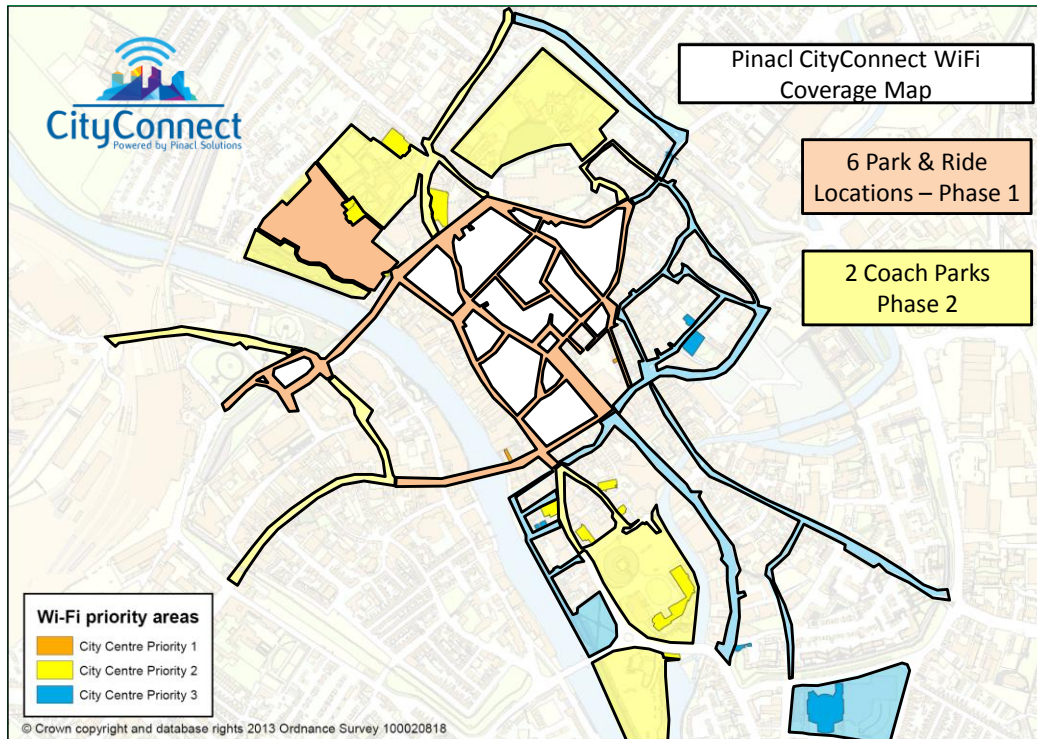 CityConnect
Powered by Pinacl Solutions
Pinacl CityConnect WiFi
Coverage Map
6 Park & Ride
Locations – Phase 1
2 Coach Parks
Phase 2
Wi-Fi priority areas
City Centre Priority 1
City Centre Priority 2
City Centre Priority 3
© Crown copyright and database rights 2013 Ordnance Survey 100020818